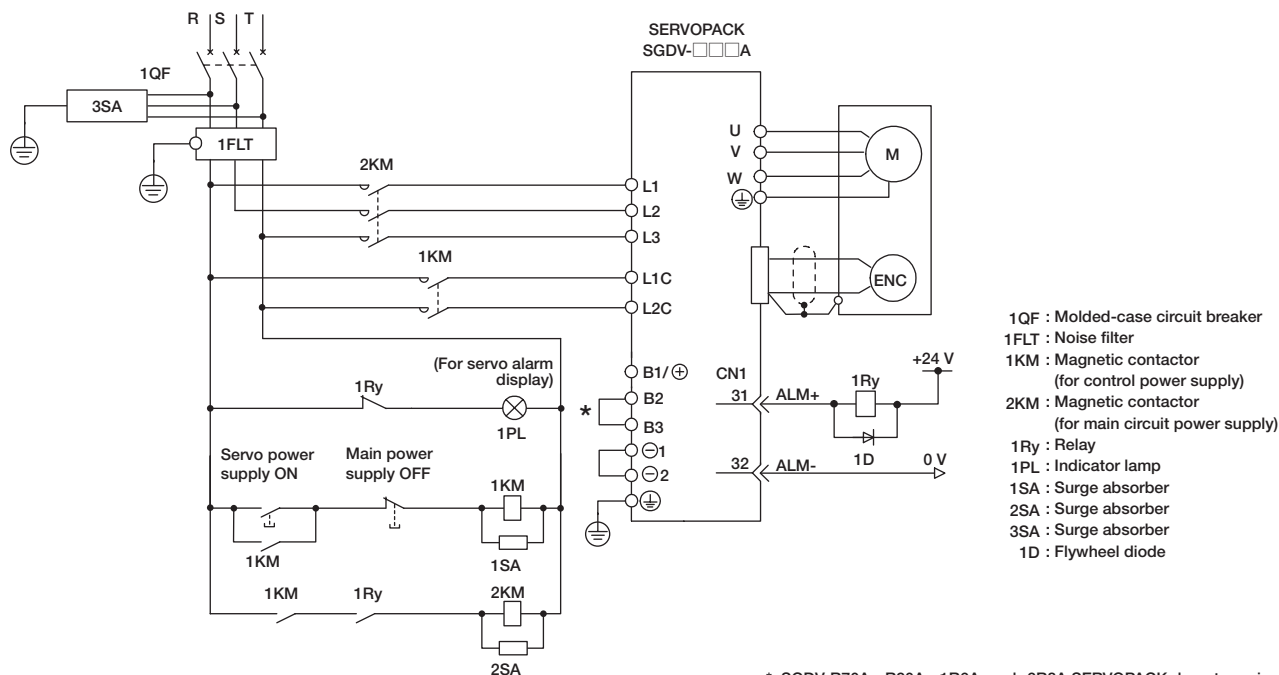 R S T
1QF
3SA
1FLT
2KM
1KM
SERVOPACK
SGDV-□□□A
U
V
W
M
ENC
L1
L2
L3
L1C
L2C
B1/⊕
B2
B3
⊖1
⊖2
*
CN1
31
ALM+
1Ry
+24 V
1D
32
ALM-
0 V
(For servo alarm
display)
1Ry
1PL
Servo power
supply ON
Main power
supply OFF
1KM
1KM
1SA
1KM
1Ry
2KM
2SA
1QF : Molded-case circuit breaker
1FLT : Noise filter
1KM : Magnetic contactor
(for control power supply)
2KM : Magnetic contactor
(for main circuit power supply)
1Ry : Relay
1PL : Indicator lamp
1SA : Surge absorber
2SA : Surge absorber
3SA : Surge absorber
1D : Flywheel diode